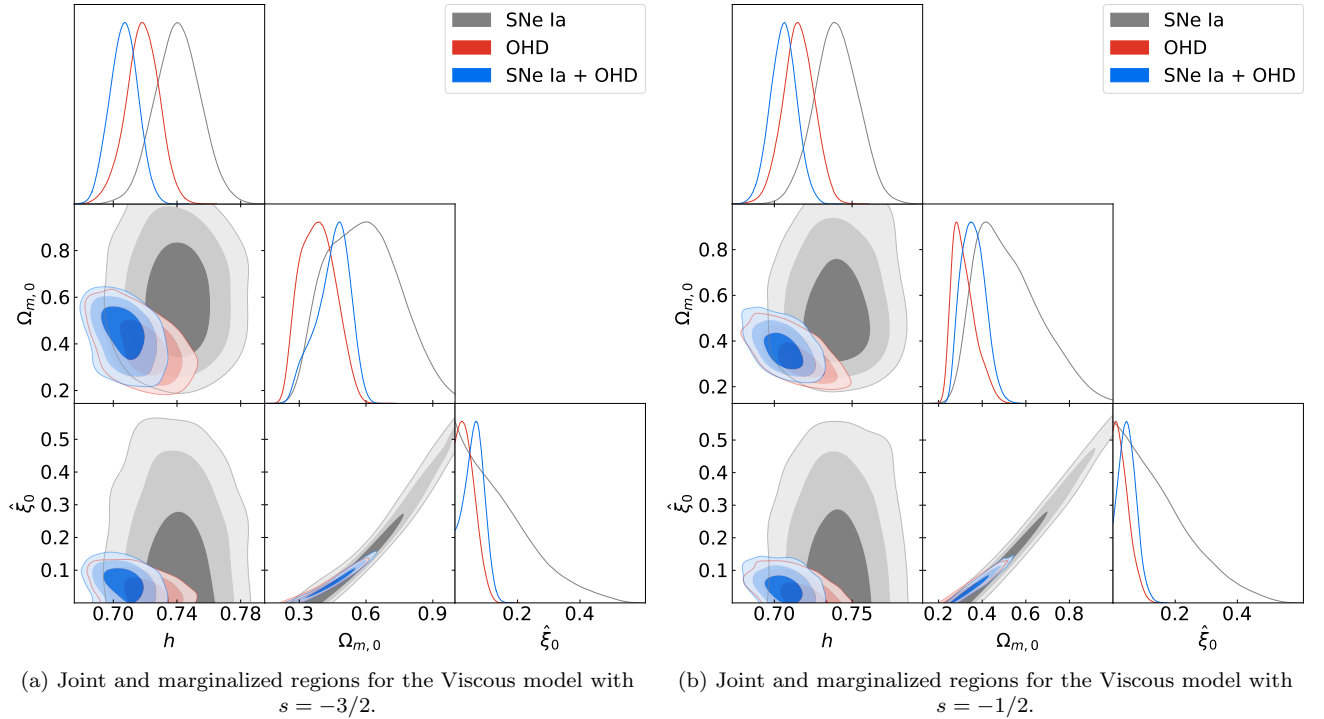 SNe Ia
OHD
SNe Ia + OHD
0.8
0.6
0.4
0.2
Ω_{m,0}
0.5
0.4
0.3
0.2
0.1
ξ̂_0
0.70 0.74 0.78
h
0.3 0.6 0.9
Ω_{m,0}
0.2 0.4
ξ̂_0
(a) Joint and marginalized regions for the Viscous model with
s = −3/2.
SNe Ia
OHD
SNe Ia + OHD
0.8
0.6
0.4
0.2
Ω_{m,0}
0.5
0.4
0.3
0.2
0.1
ξ̂_0
0.70 0.75
h
0.2 0.4 0.6 0.8
Ω_{m,0}
0.2 0.4
ξ̂_0
(b) Joint and marginalized regions for the Viscous model with
s = −1/2.